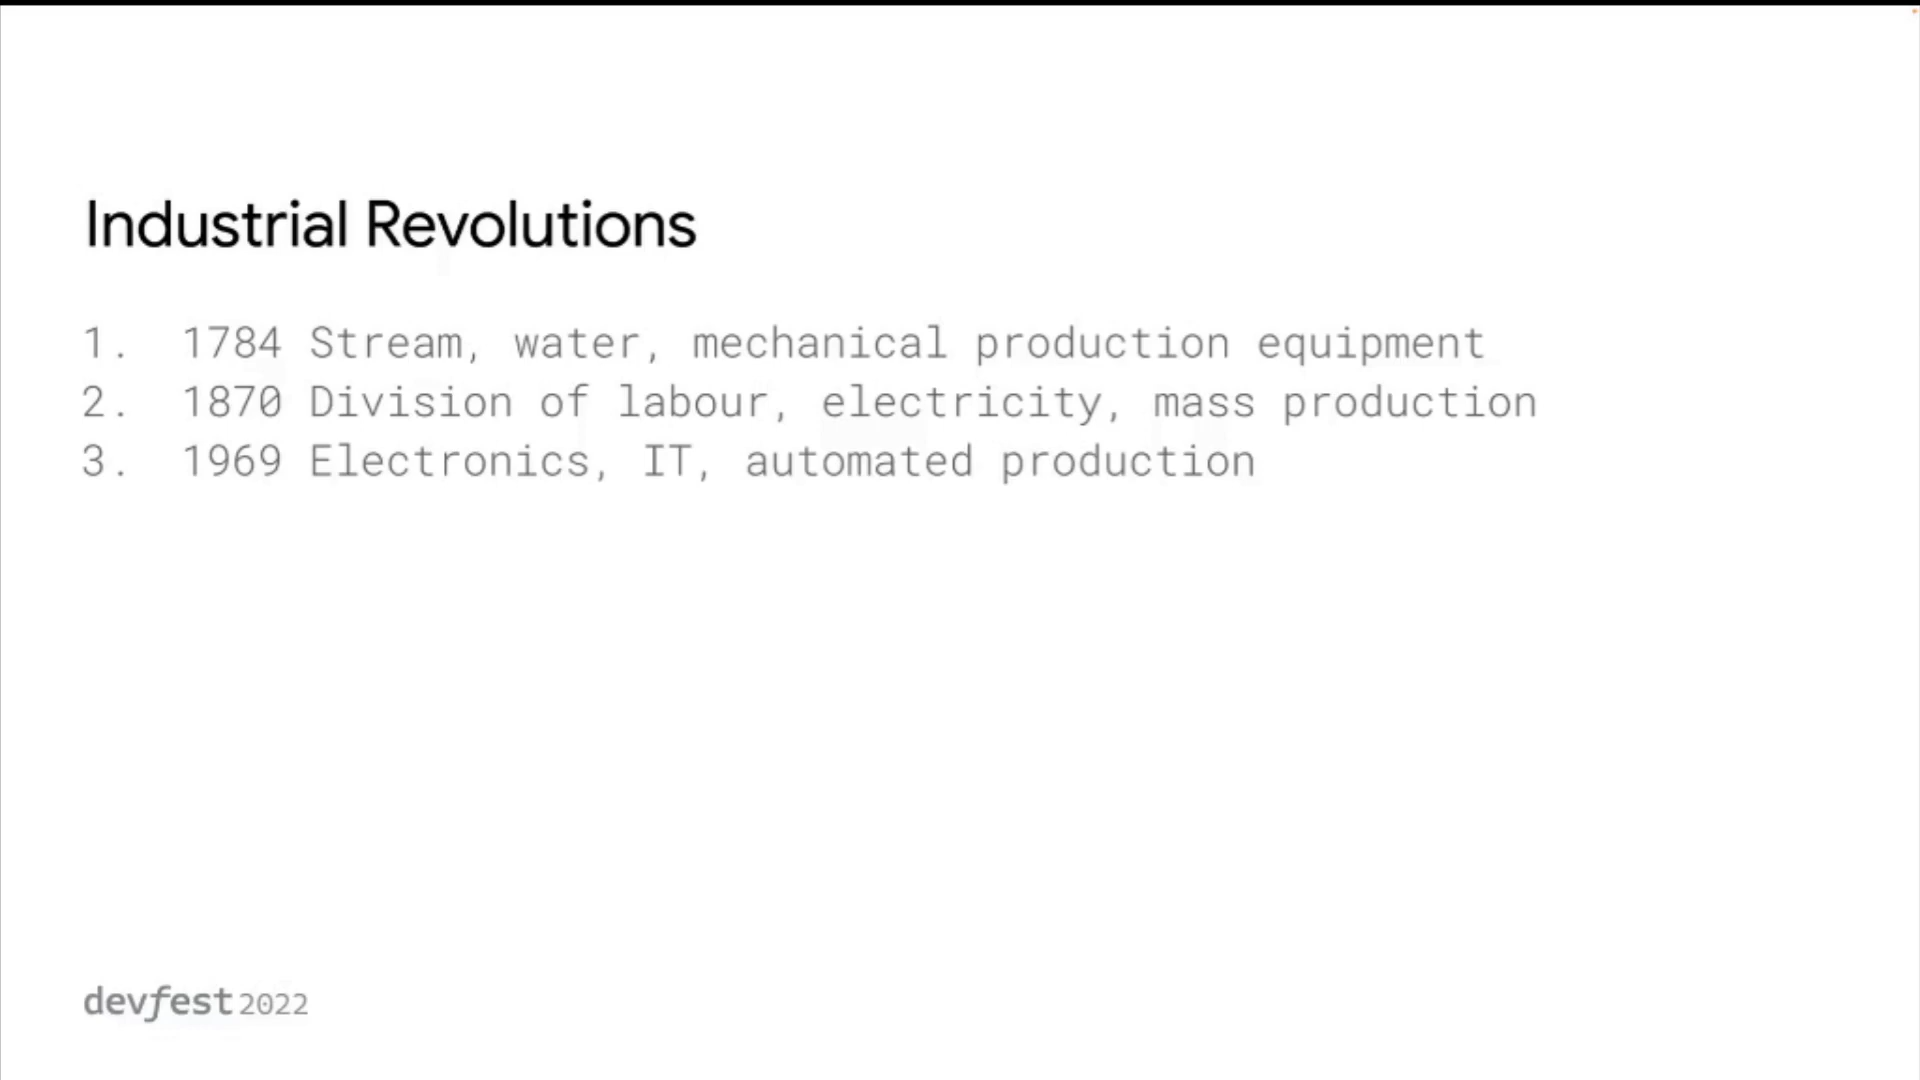 Industrial Revolutions
1. 1784 Stream, water, mechanical production equipment
2. 1870 Division of labour, electricity, mass production
3. 1969 Electronics, IT, automated production
devfest 2022